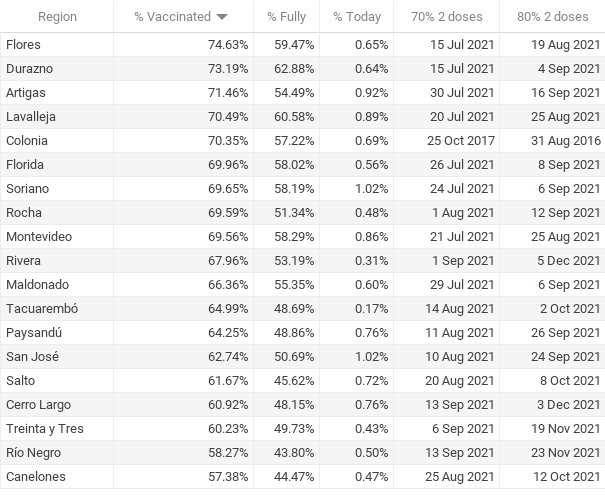 Region % Vaccinated % Fully % Today 70% 2 doses 80% 2 doses
Flores 74.63% 59.47% 0.65% 15 Jul 2021 19 Aug 2021
Durazno 73.19% 62.88% 0.64% 15 Jul 2021 4 Sep 2021
Artigas 71.46% 54.49% 0.92% 30 Jul 2021 16 Sep 2021
Lavalleja 70.49% 60.58% 0.89% 20 Jul 2021 25 Aug 2021
Colonia 70.35% 57.22% 0.69% 25 Oct 2017 31 Aug 2016
Florida 69.96% 58.02% 0.56% 26 Jul 2021 8 Sep 2021
Soriano 69.65% 58.19% 1.02% 24 Jul 2021 6 Sep 2021
Rocha 69.59% 51.34% 0.48% 1 Aug 2021 12 Sep 2021
Montevideo 69.56% 58.29% 0.86% 21 Jul 2021 25 Aug 2021
Rivera 67.96% 53.19% 0.31% 1 Sep 2021 5 Dec 2021
Maldonado 66.36% 55.35% 0.60% 29 Jul 2021 6 Sep 2021
Tacuarembó 64.99% 48.69% 0.17% 14 Aug 2021 2 Oct 2021
Paysandú 64.25% 48.86% 0.76% 11 Aug 2021 26 Sep 2021
San José 62.74% 50.69% 1.02% 10 Aug 2021 24 Sep 2021
Salto 61.67% 45.62% 0.72% 20 Aug 2021 8 Oct 2021
Cerro Largo 60.92% 48.15% 0.76% 13 Sep 2021 3 Dec 2021
Treinta y Tres 60.23% 49.73% 0.43% 6 Sep 2021 19 Nov 2021
Río Negro 58.27% 43.80% 0.50% 13 Sep 2021 23 Nov 2021
Canelones 57.38% 44.47% 0.47% 25 Aug 2021 12 Oct 2021